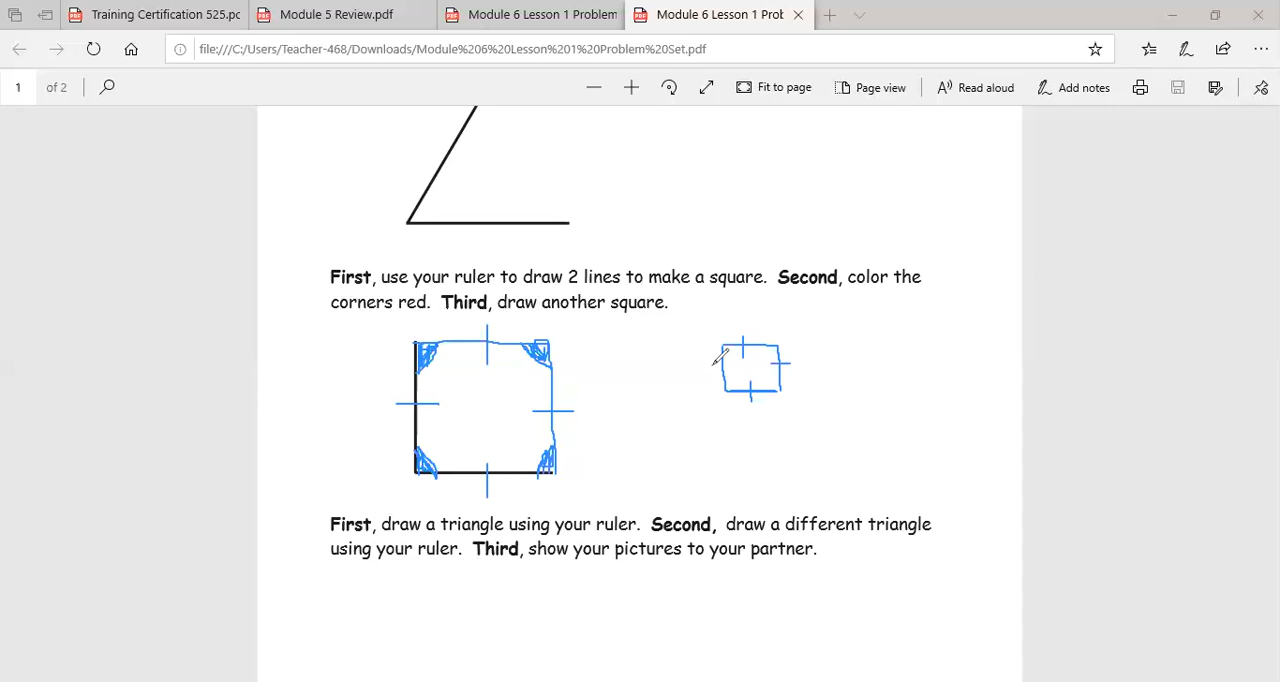 Training Certification 525.pc
Module 5 Review.pdf
Module 6 Lesson 1 Problem
Module 6 Lesson 1 Prob
file:///C:/Users/Teacher-468/Downloads/Module%206%20Lesson%201%20Problem%20Set.pdf
1 of 2
Fit to page
Page view
Read aloud
Add notes
First, use your ruler to draw 2 lines to make a square. Second, color the
corners red. Third, draw another square.
First, draw a triangle using your ruler. Second, draw a different triangle
using your ruler. Third, show your pictures to your partner.